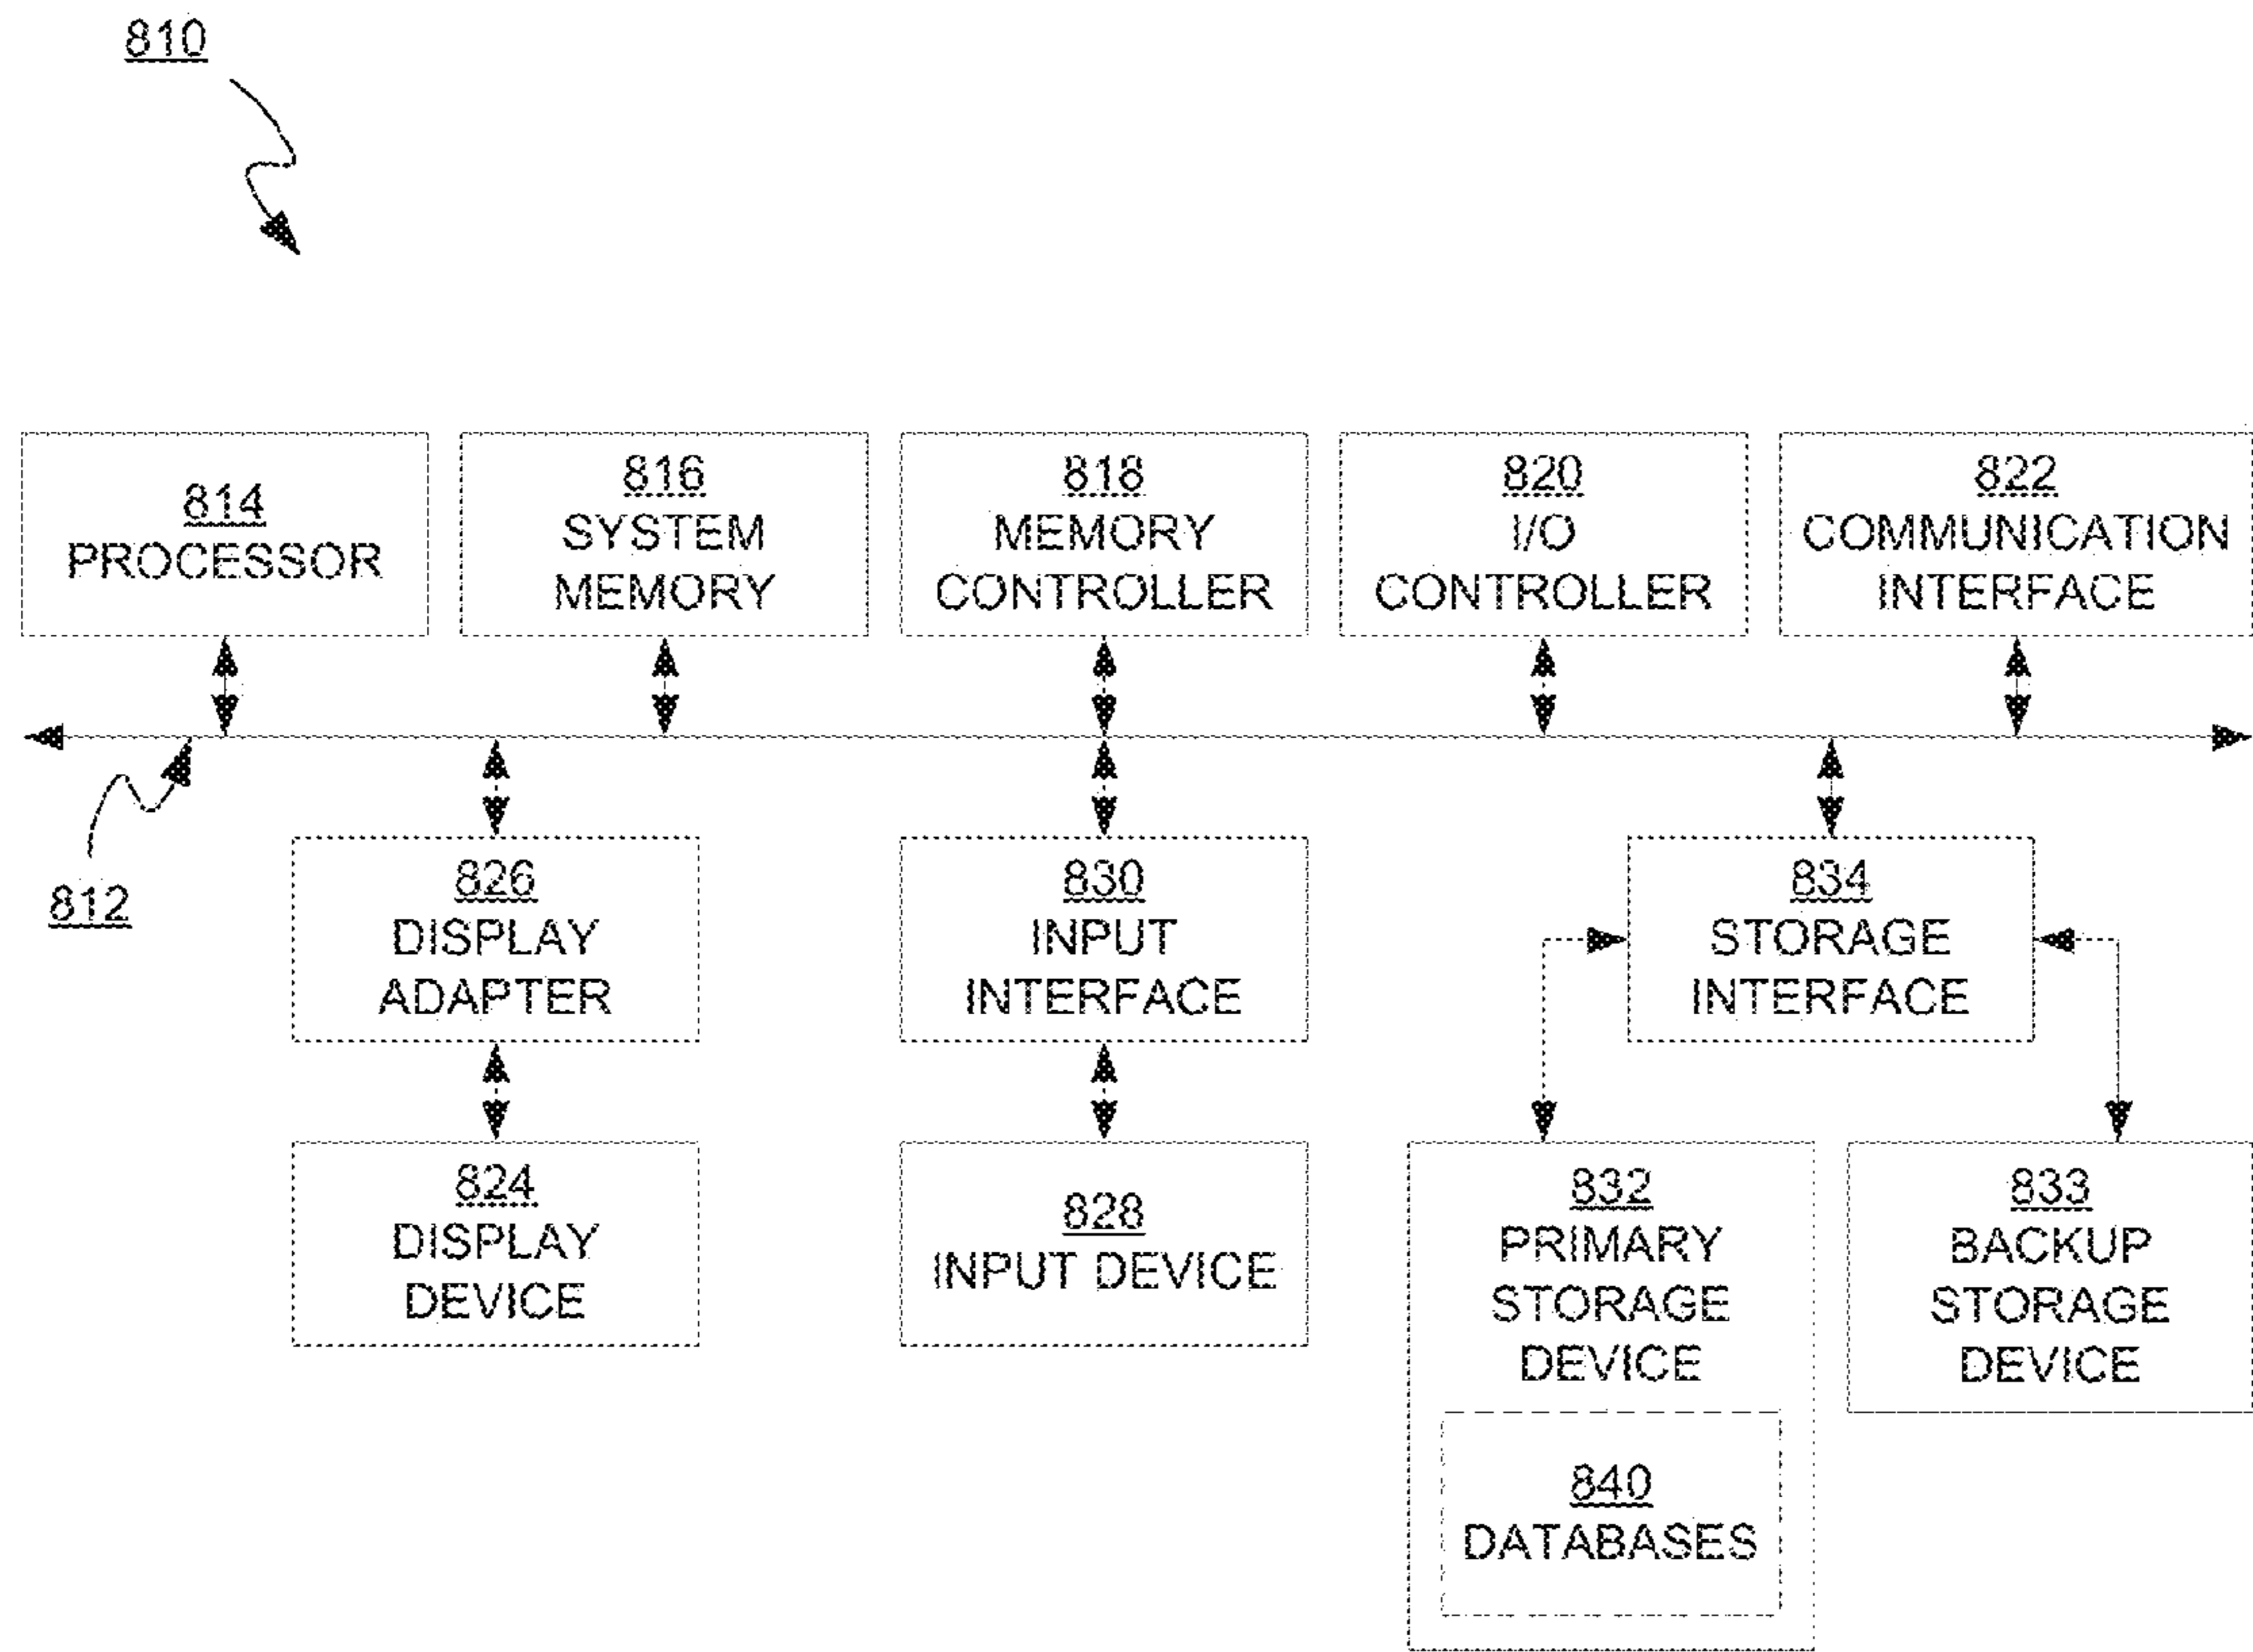 810
814
PROCESSOR
816
SYSTEM
MEMORY
818
MEMORY
CONTROLLER
820
I/O
CONTROLLER
822
COMMUNICATION
INTERFACE
812
826
DISPLAY
ADAPTER
830
INPUT
INTERFACE
834
STORAGE
INTERFACE
824
DISPLAY
DEVICE
828
INPUT DEVICE
832
PRIMARY
STORAGE
DEVICE
833
BACKUP
STORAGE
DEVICE
840
DATABASES